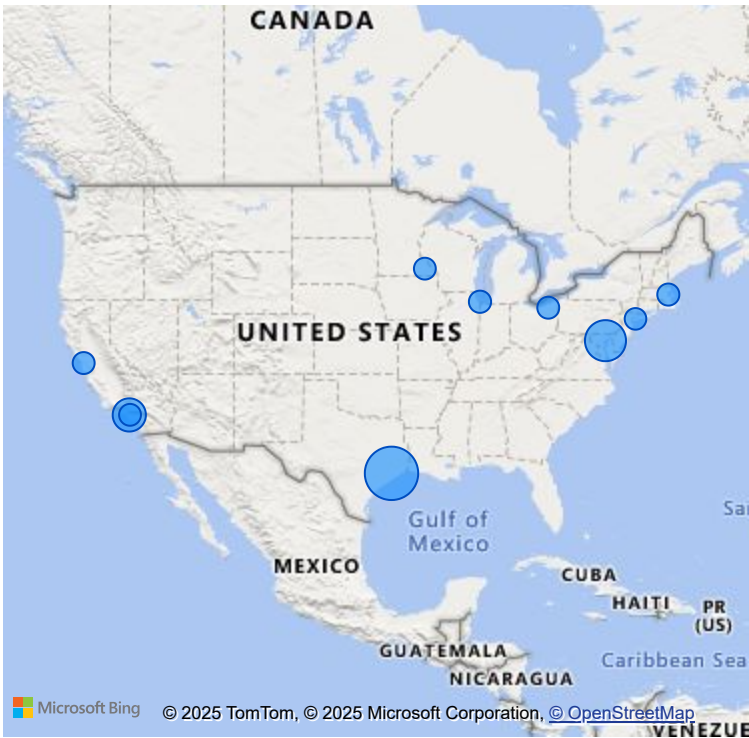 CANADA
UNITED STATES
Gulf of
Mexico
MEXICO
CUBA
HAITI
PR
(US)
GUATEMALA
Caribbean Sea
NICARAGUA
Microsoft Bing
© 2025 TomTom, © 2025 Microsoft Corporation, © OpenStreetMap